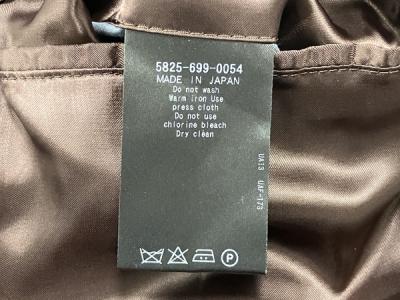 5825-699-0054
MADE IN JAPAN
Do not wash
Warm iron Use
press cloth
Do not use
chlorine bleach
Dry clean
UA13 UAF-173
P